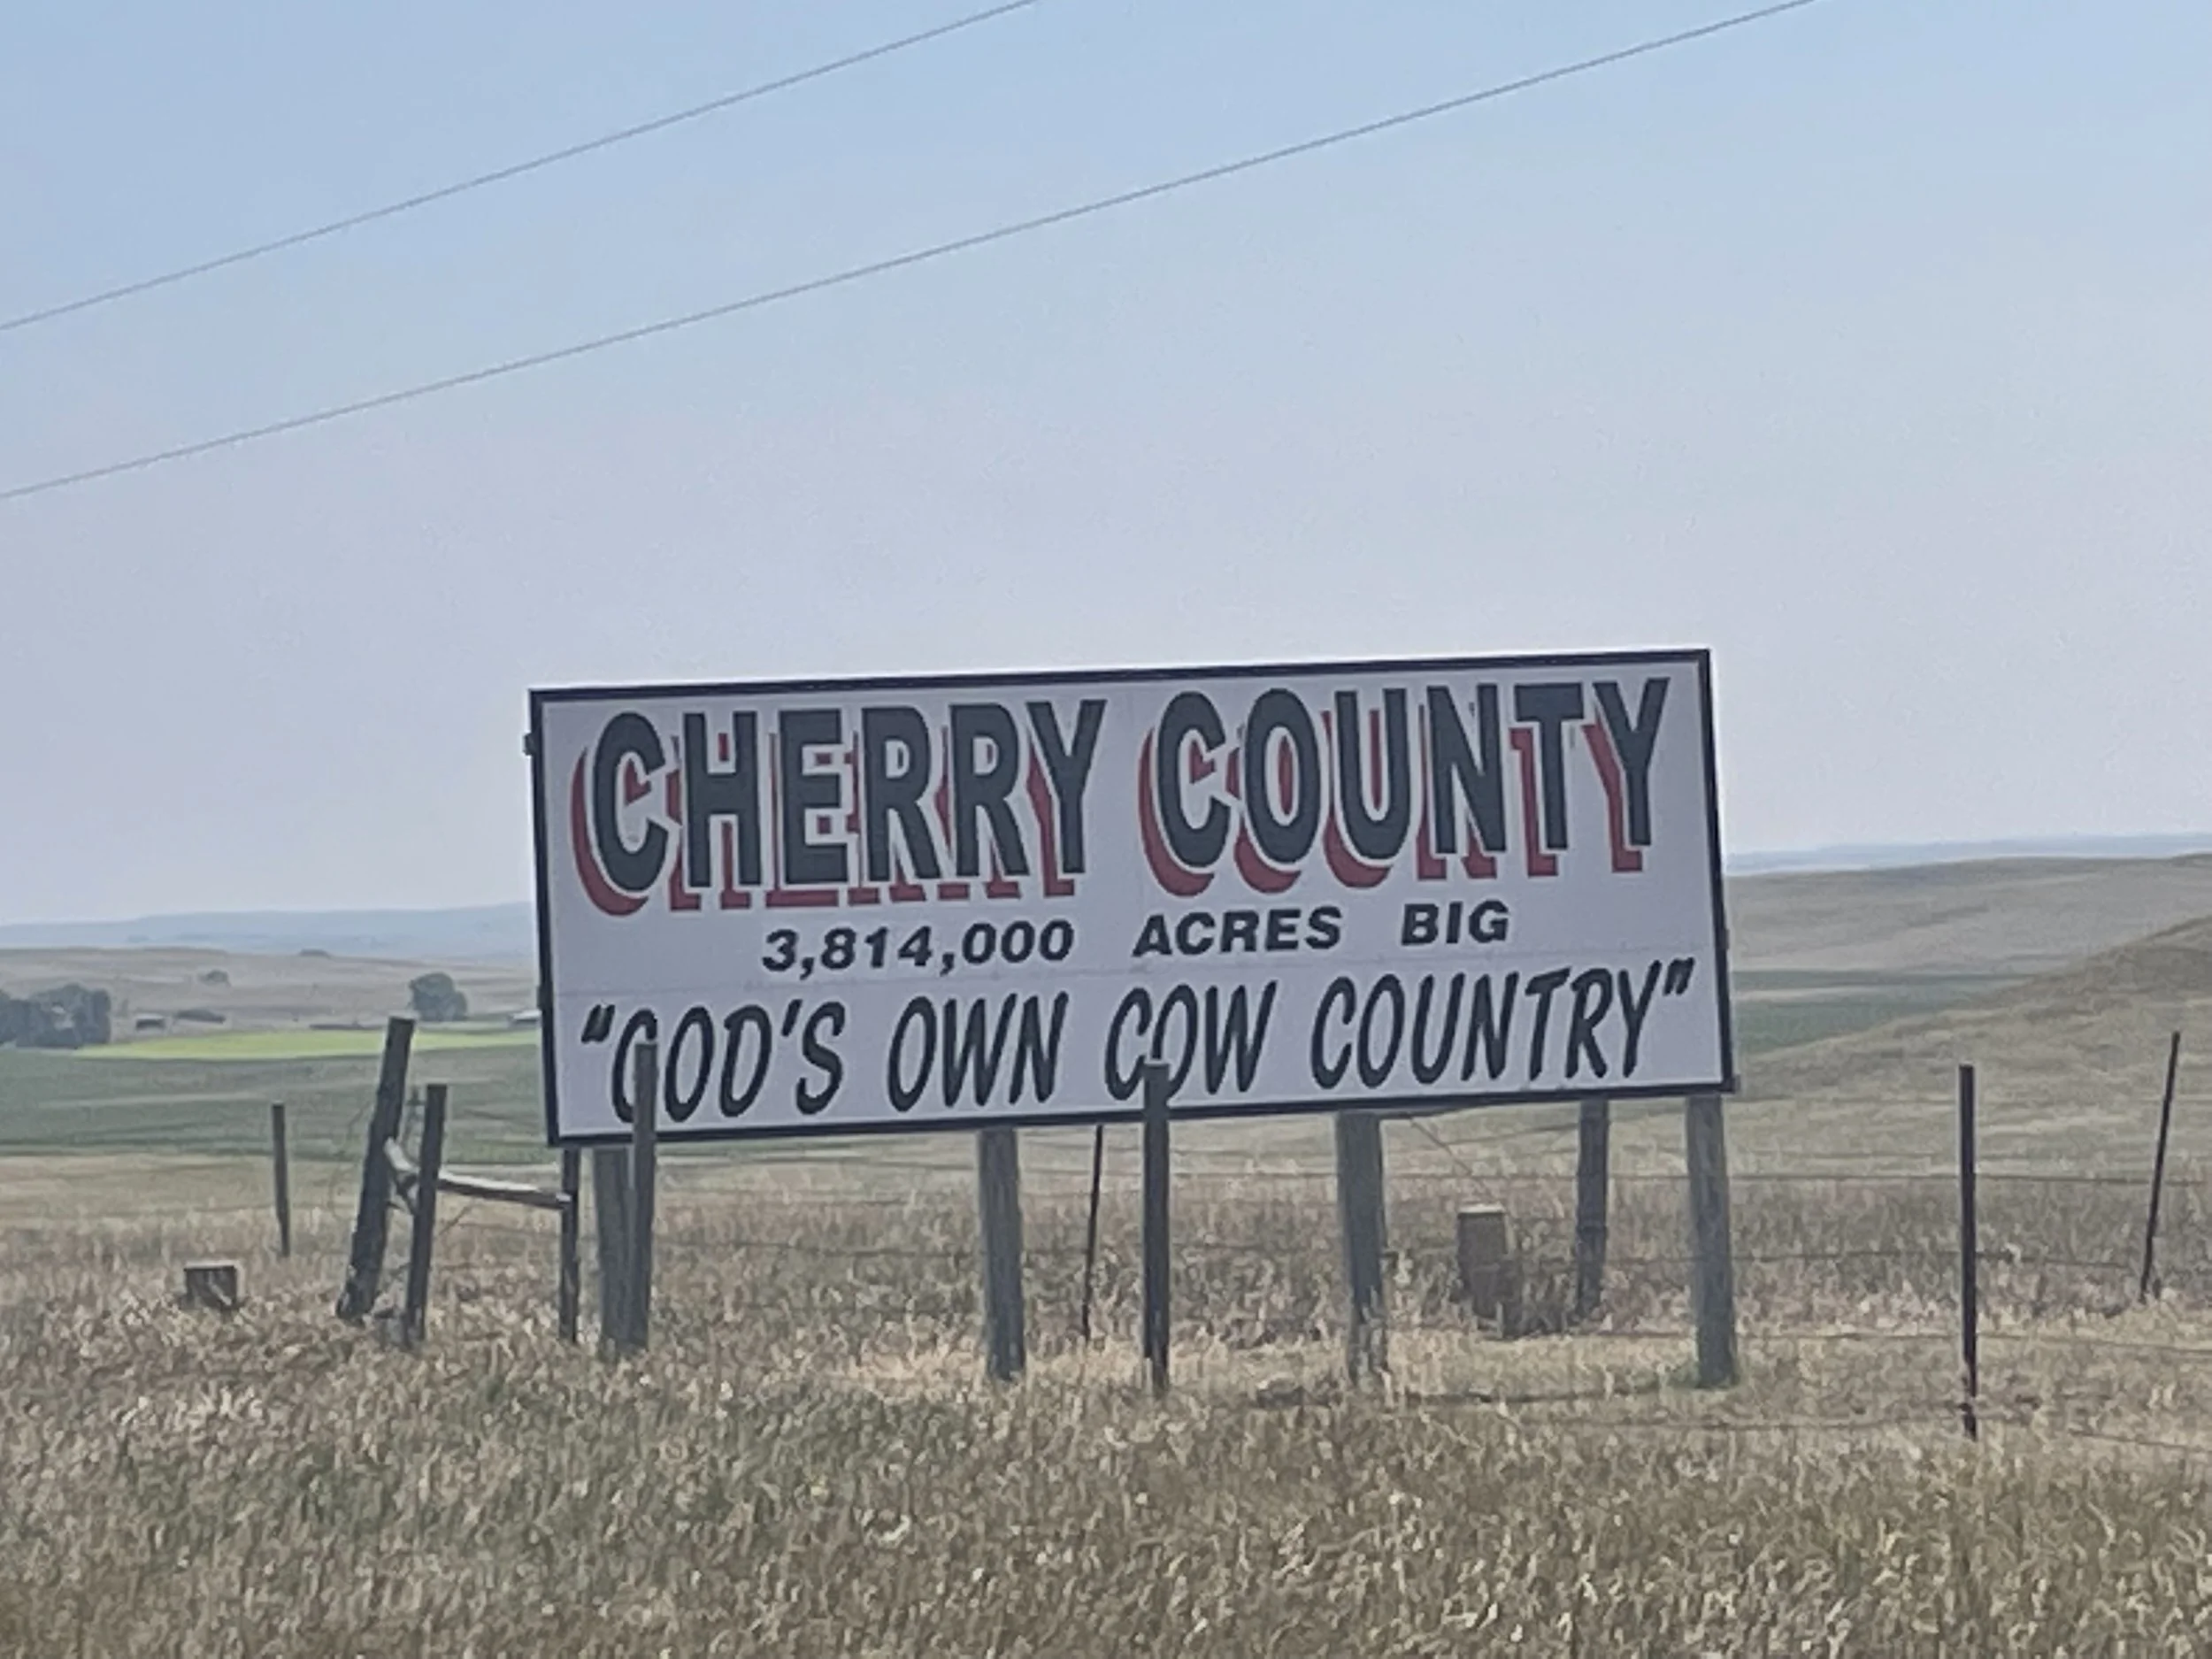 CHERRY COUNTY
3,814,000 ACRES BIG
"GOD'S OWN COW COUNTRY"